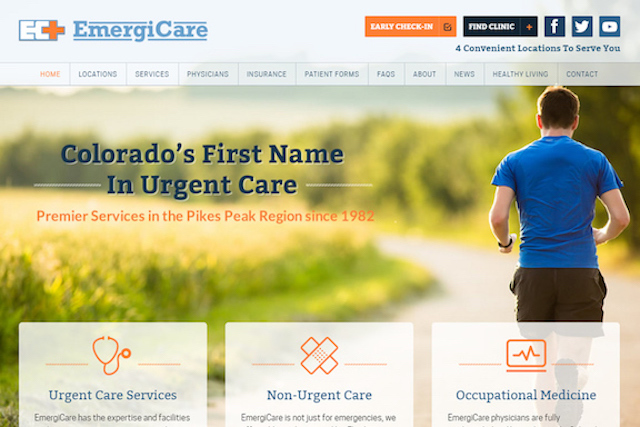 EC EmergiCare
EARLY CHECK-IN
FIND CLINIC +
4 Convenient Locations To Serve You
HOME LOCATIONS SERVICES PHYSICIANS INSURANCE PATIENT FORMS FAQS ABOUT NEWS HEALTHY LIVING CONTACT
Colorado's First Name
In Urgent Care
Premier Services in the Pikes Peak Region since 1982
Urgent Care Services
EmergiCare has the expertise and facilities
Non-Urgent Care
EmergiCare is not just for emergencies, we
Occupational Medicine
EmergiCare physicians are fully